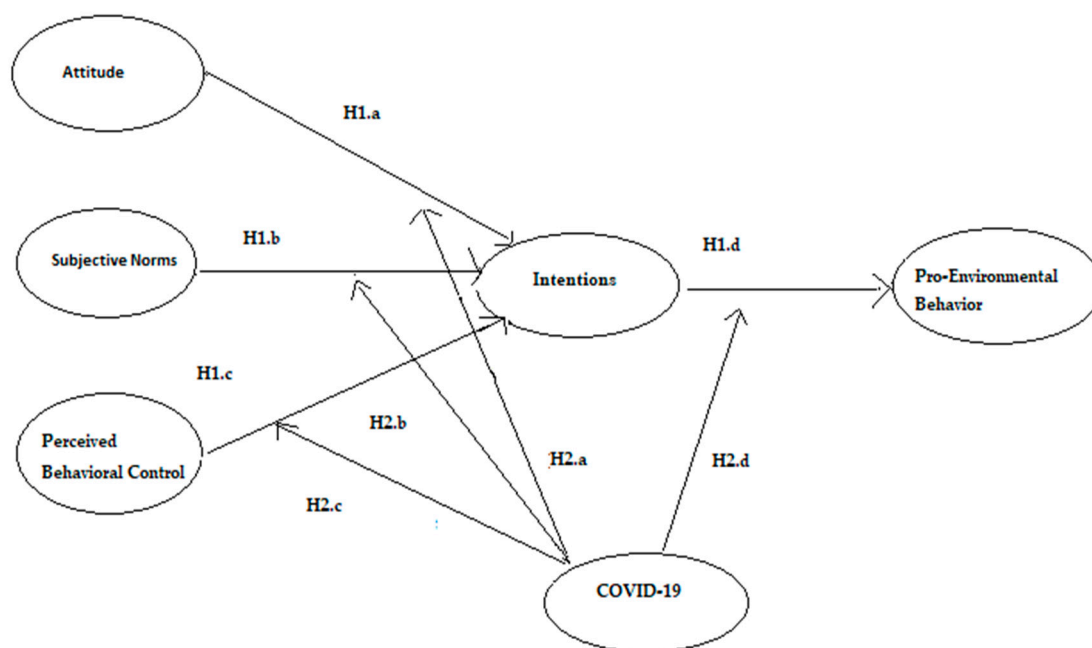 Attitude
H1.a
H1.b
H1.d
Subjective Norms
Intentions
Pro-Environmental
Behavior
H1.c
H2.b
Perceived
Behavioral Control
H2.a
H2.d
H2.c
COVID-19